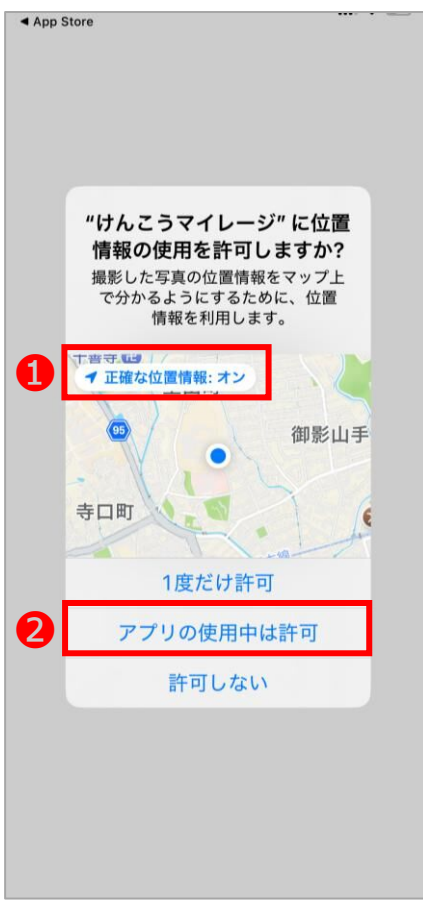 ◀ App Store
“けんこうマイレージ” に位置
情報の使用を許可しますか?
撮影した写真の位置情報をマップ上
で分かるようにするために、位置
情報を利用します。
1
正確な位置情報: オン
95
御影山手
寺口町
1度だけ許可
2
アプリの使用中は許可
許可しない